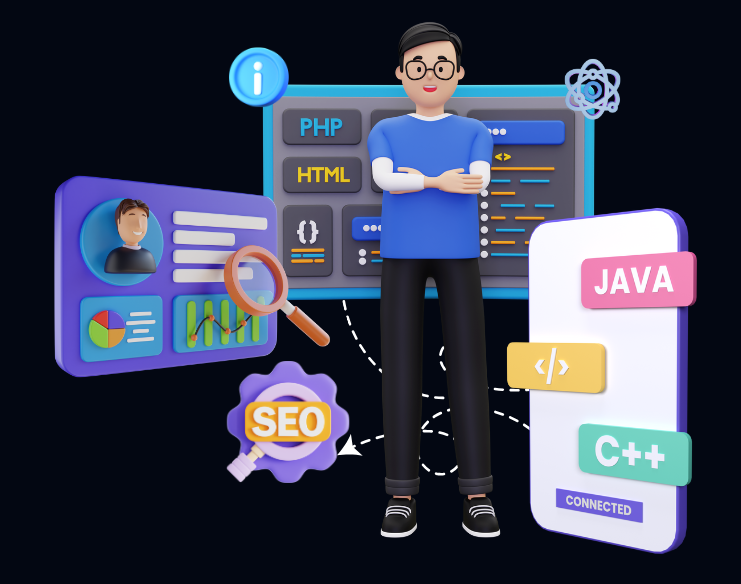 i
PHP
HTML
<>
{}
JAVA
</>
SEO
C++
CONNECTED